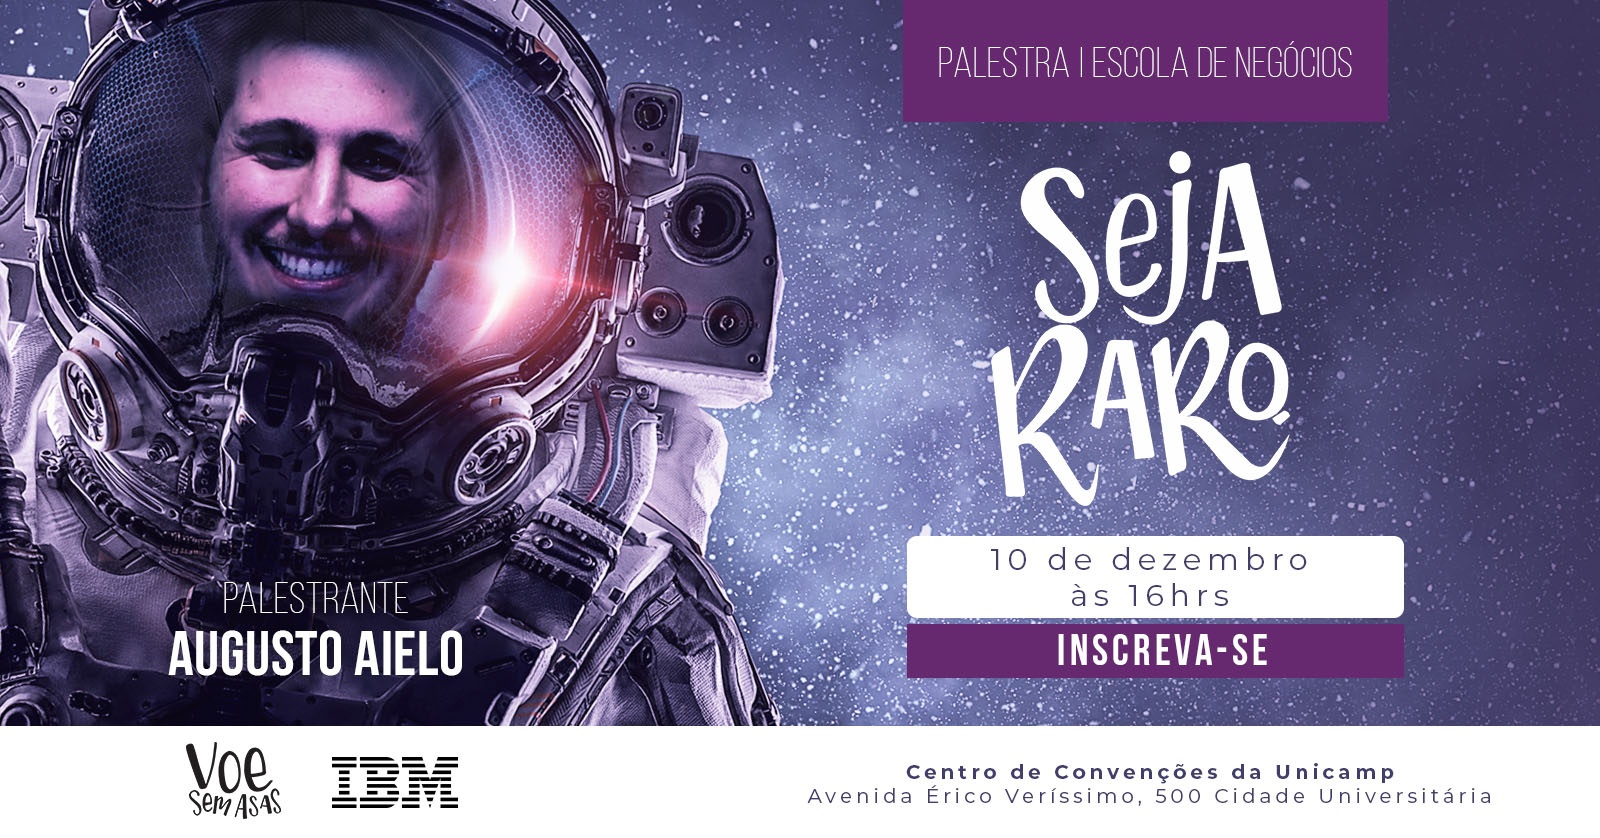 PALESTRA | ESCOLA DE NEGÓCIOS
SEJA
RARO.
10 de dezembro
às 16hrs
INSCREVA-SE
PALESTRANTE
AUGUSTO AIELO
VOE
SEM ASAS
IBM
Centro de Convenções da Unicamp
Avenida Érico Veríssimo, 500 Cidade Universitária